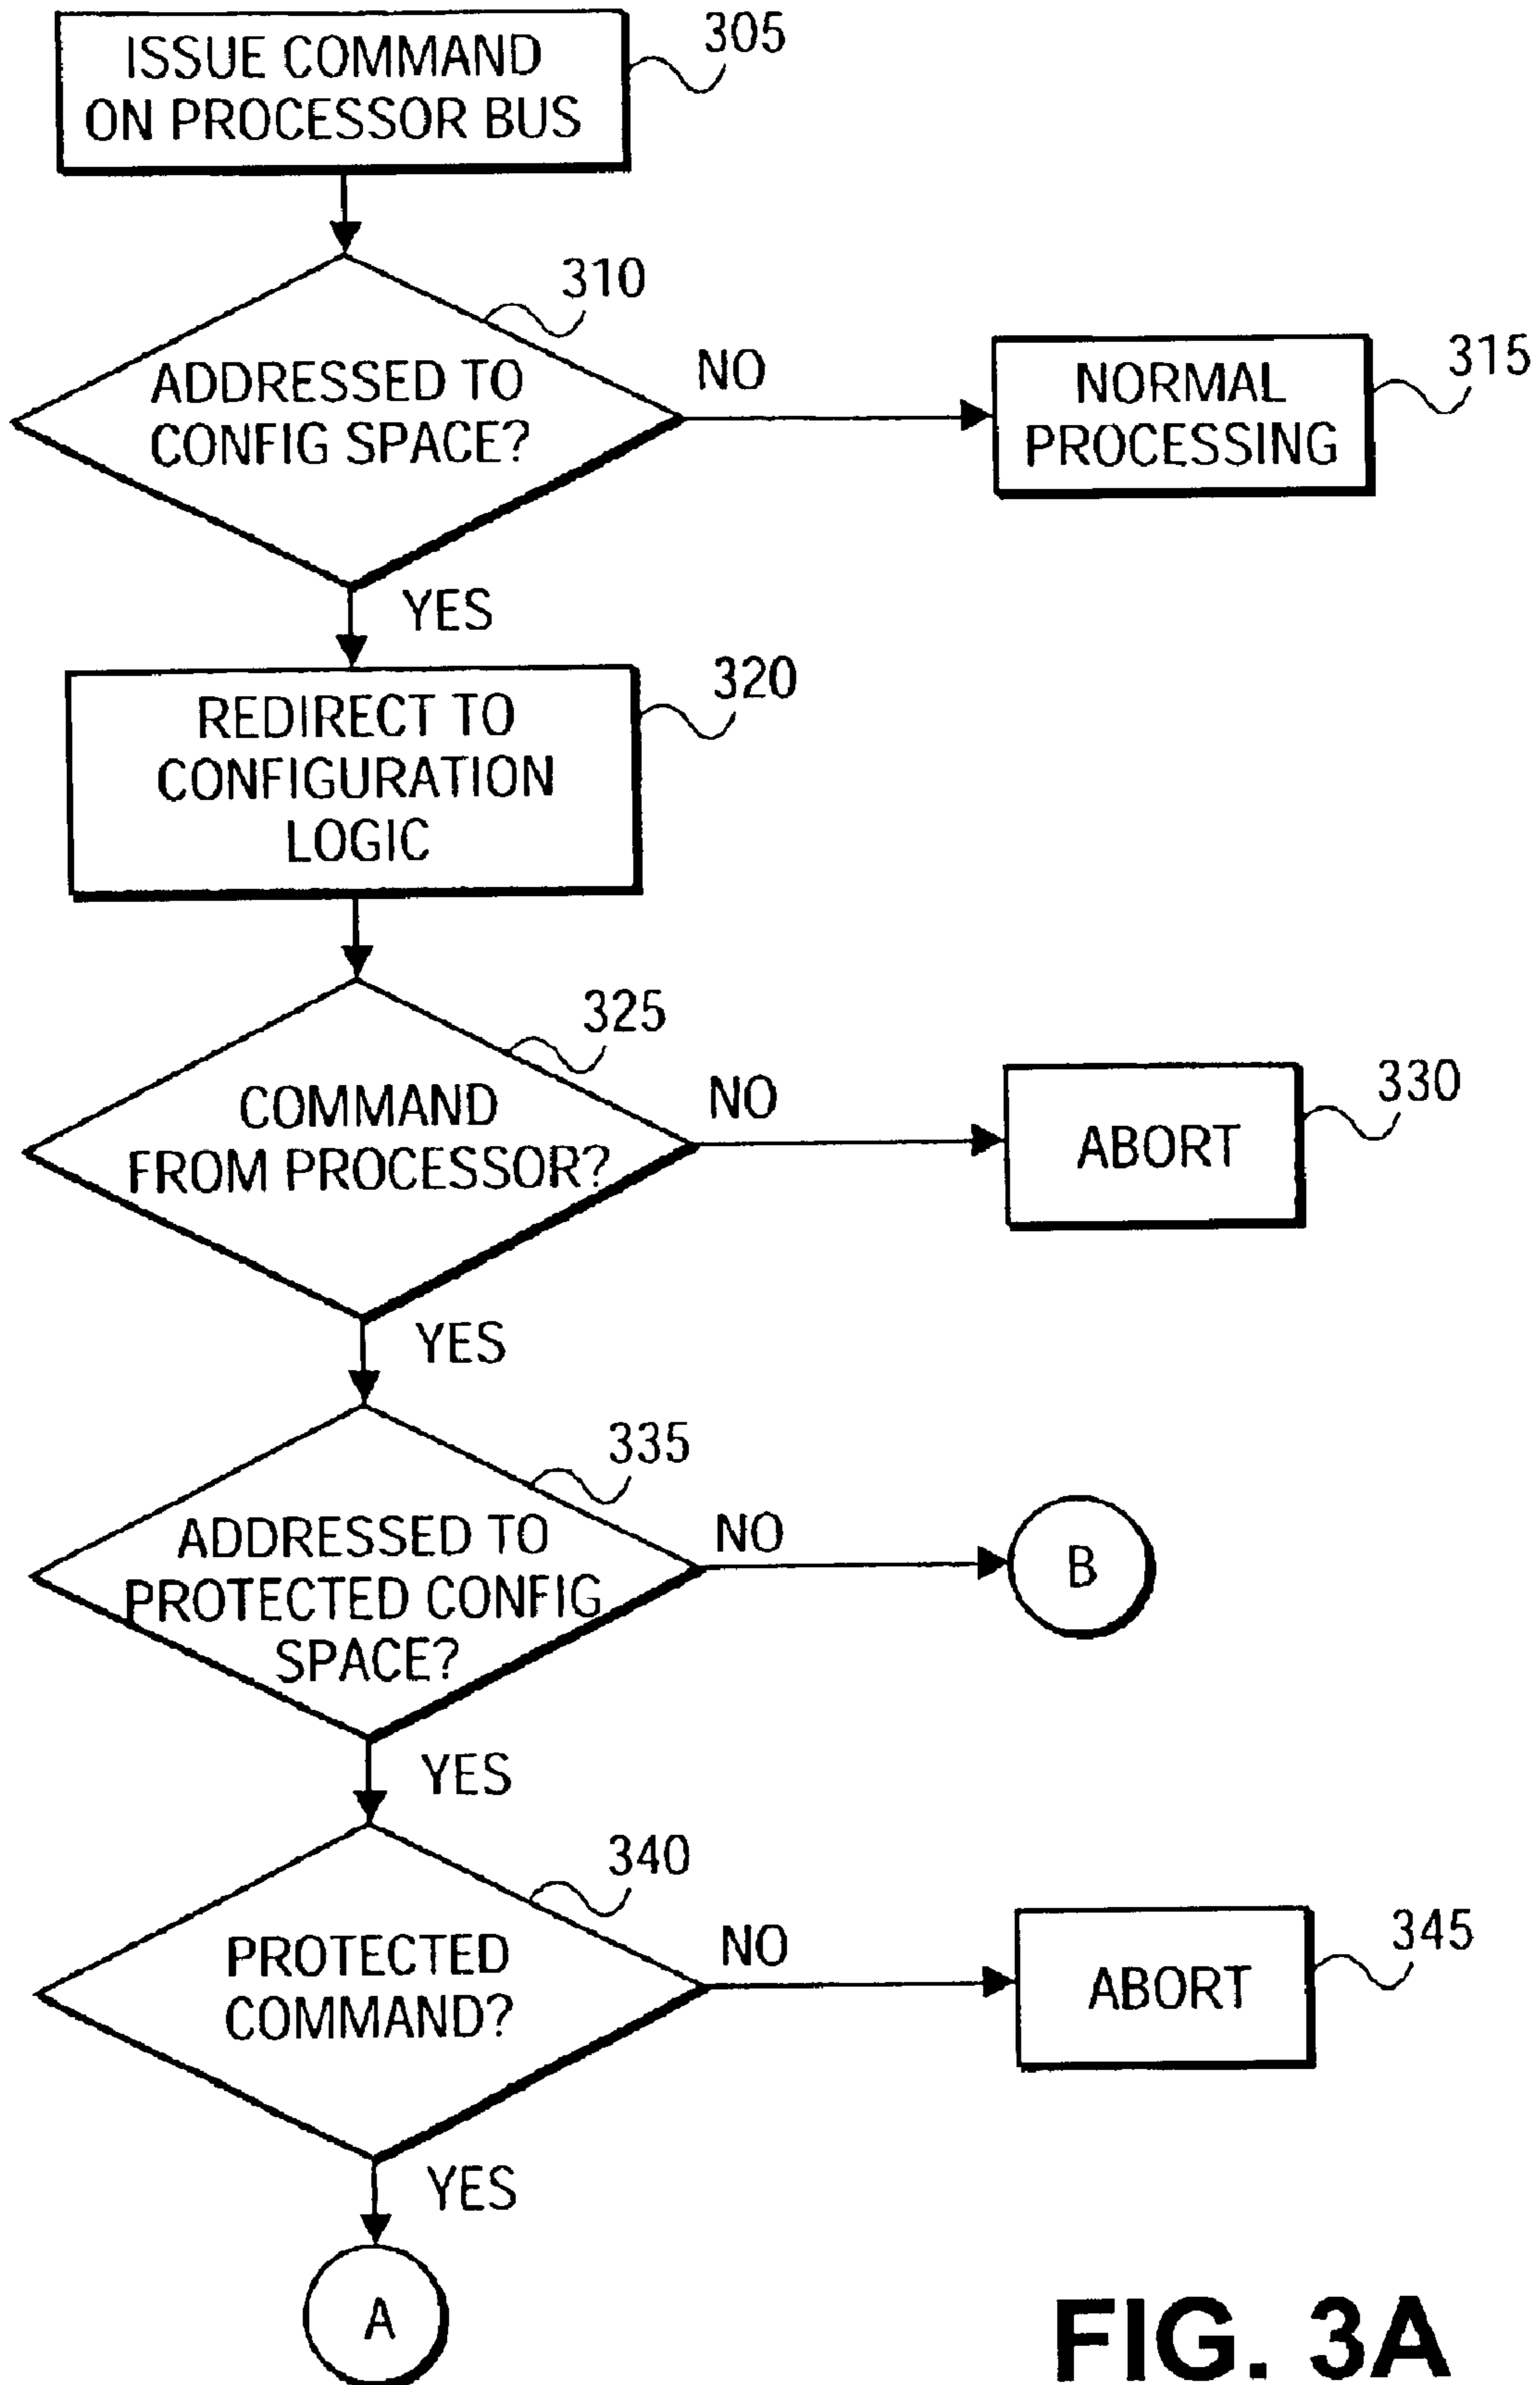 ISSUE COMMAND
ON PROCESSOR BUS
305
310
ADDRESSED TO
CONFIG SPACE?
NO
NORMAL
PROCESSING
315
YES
REDIRECT TO
CONFIGURATION
LOGIC
320
325
COMMAND
FROM PROCESSOR?
NO
ABORT
330
YES
335
ADDRESSED TO
PROTECTED CONFIG
SPACE?
NO
B
YES
340
PROTECTED
COMMAND?
NO
ABORT
345
YES
A
FIG. 3A